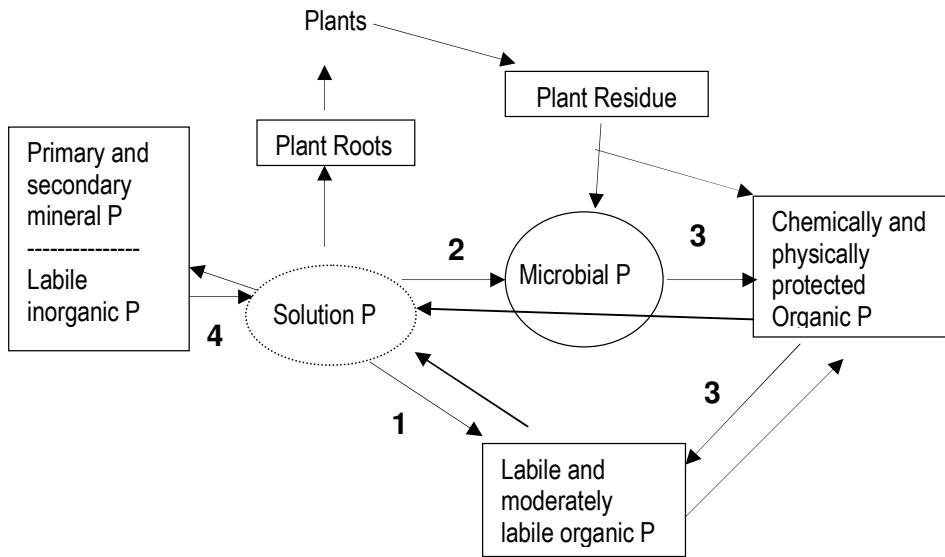 Plants
Plant Residue
Plant Roots
Primary and
secondary
mineral P
---------------
Labile
inorganic P
Chemically and
physically
protected
Organic P
2
3
Microbial P
Solution P
4
3
1
Labile and
moderately
labile organic P